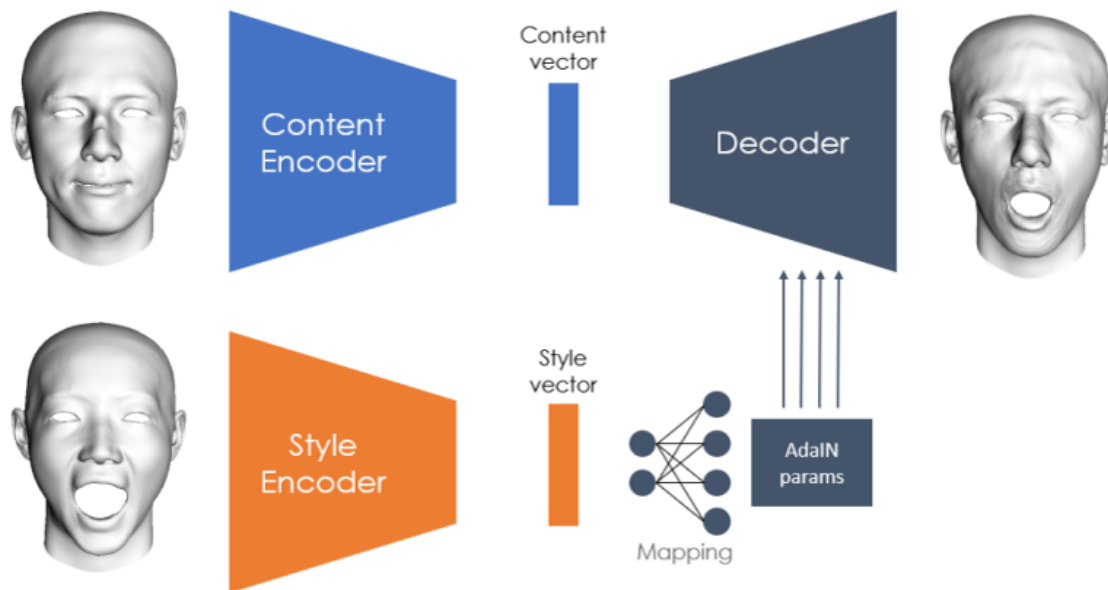 Content
vector
Content
Encoder
Decoder
Style
vector
Style
Encoder
AdaIN
params
Mapping